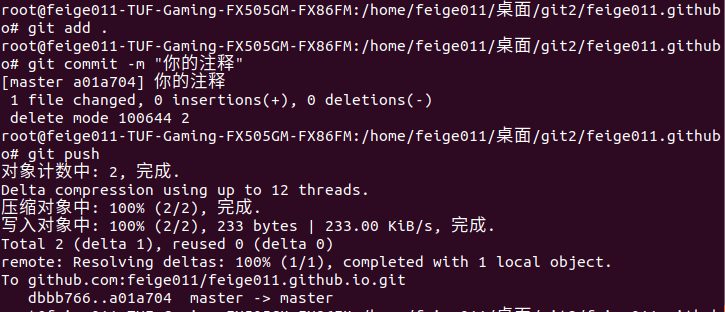 root@feige011-TUF-Gaming-FX505GM-FX86FM:/home/feige011/桌面/git2/feige011.github
o# git add .
root@feige011-TUF-Gaming-FX505GM-FX86FM:/home/feige011/桌面/git2/feige011.github
o# git commit -m "你的注释"
[master a01a704] 你的注释
 1 file changed, 0 insertions(+), 0 deletions(-)
 delete mode 100644 2
root@feige011-TUF-Gaming-FX505GM-FX86FM:/home/feige011/桌面/git2/feige011.github
o# git push
对象计数中: 2, 完成.
Delta compression using up to 12 threads.
压缩对象中: 100% (2/2), 完成.
写入对象中: 100% (2/2), 233 bytes | 233.00 KiB/s, 完成.
Total 2 (delta 1), reused 0 (delta 0)
remote: Resolving deltas: 100% (1/1), completed with 1 local object.
To github.com:feige011/feige011.github.io.git
   dbbb766..a01a704  master -> master